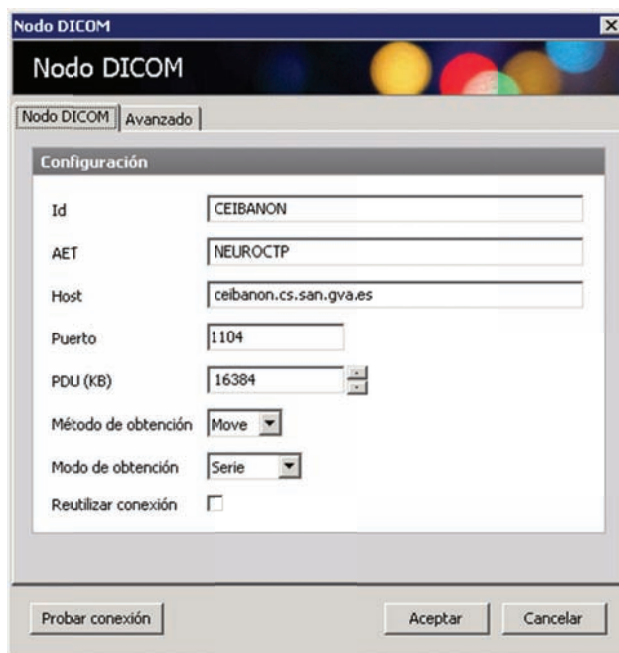 Nodo DICOM
Nodo DICOM
Nodo DICOM Avanzado
Configuración
Id CEIBANON
AET NEUROCTP
Host ceibanon.cs.san.gva.es
Puerto 1104
PDU (KB) 16384
Método de obtención Move
Modo de obtención Serie
Reutilizar conexión
Probar conexión Aceptar Cancelar